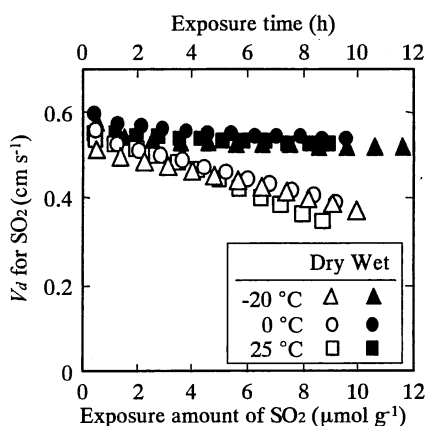 Exposure time (h)
0 2 4 6 8 10 12
0.6
0.4
0.2
0
V_d for SO₂ (cm s⁻¹)
Dry Wet
-20 °C △ ▲
0 °C ○ ●
25 °C □ ■
0 2 4 6 8 10 12
Exposure amount of SO₂ (μmol g⁻¹)